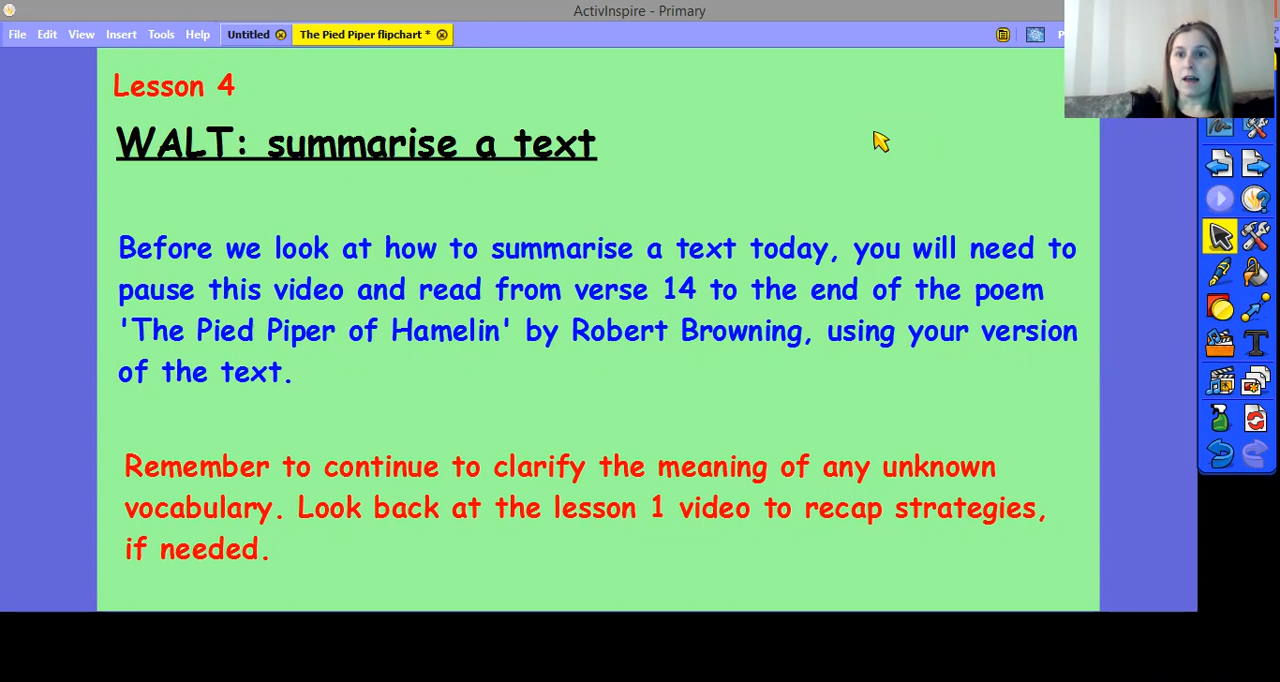 ActivInspire - Primary
File Edit View Insert Tools Help Untitled The Pied Piper flipchart *
Lesson 4
WALT: summarise a text
Before we look at how to summarise a text today, you will need to
pause this video and read from verse 14 to the end of the poem
'The Pied Piper of Hamelin' by Robert Browning, using your version
of the text.
Remember to continue to clarify the meaning of any unknown
vocabulary. Look back at the lesson 1 video to recap strategies,
if needed.